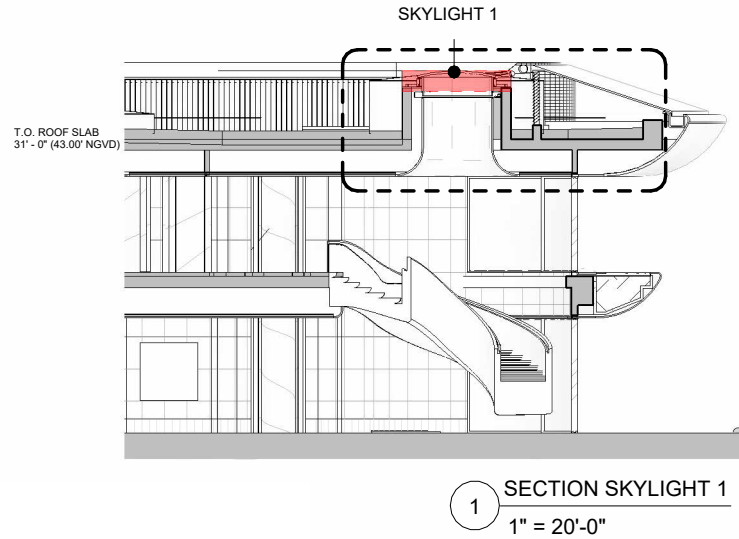 SKYLIGHT 1
T.O. ROOF SLAB
31' - 0" (43.00' NGVD)
1
SECTION SKYLIGHT 1
1" = 20'-0"